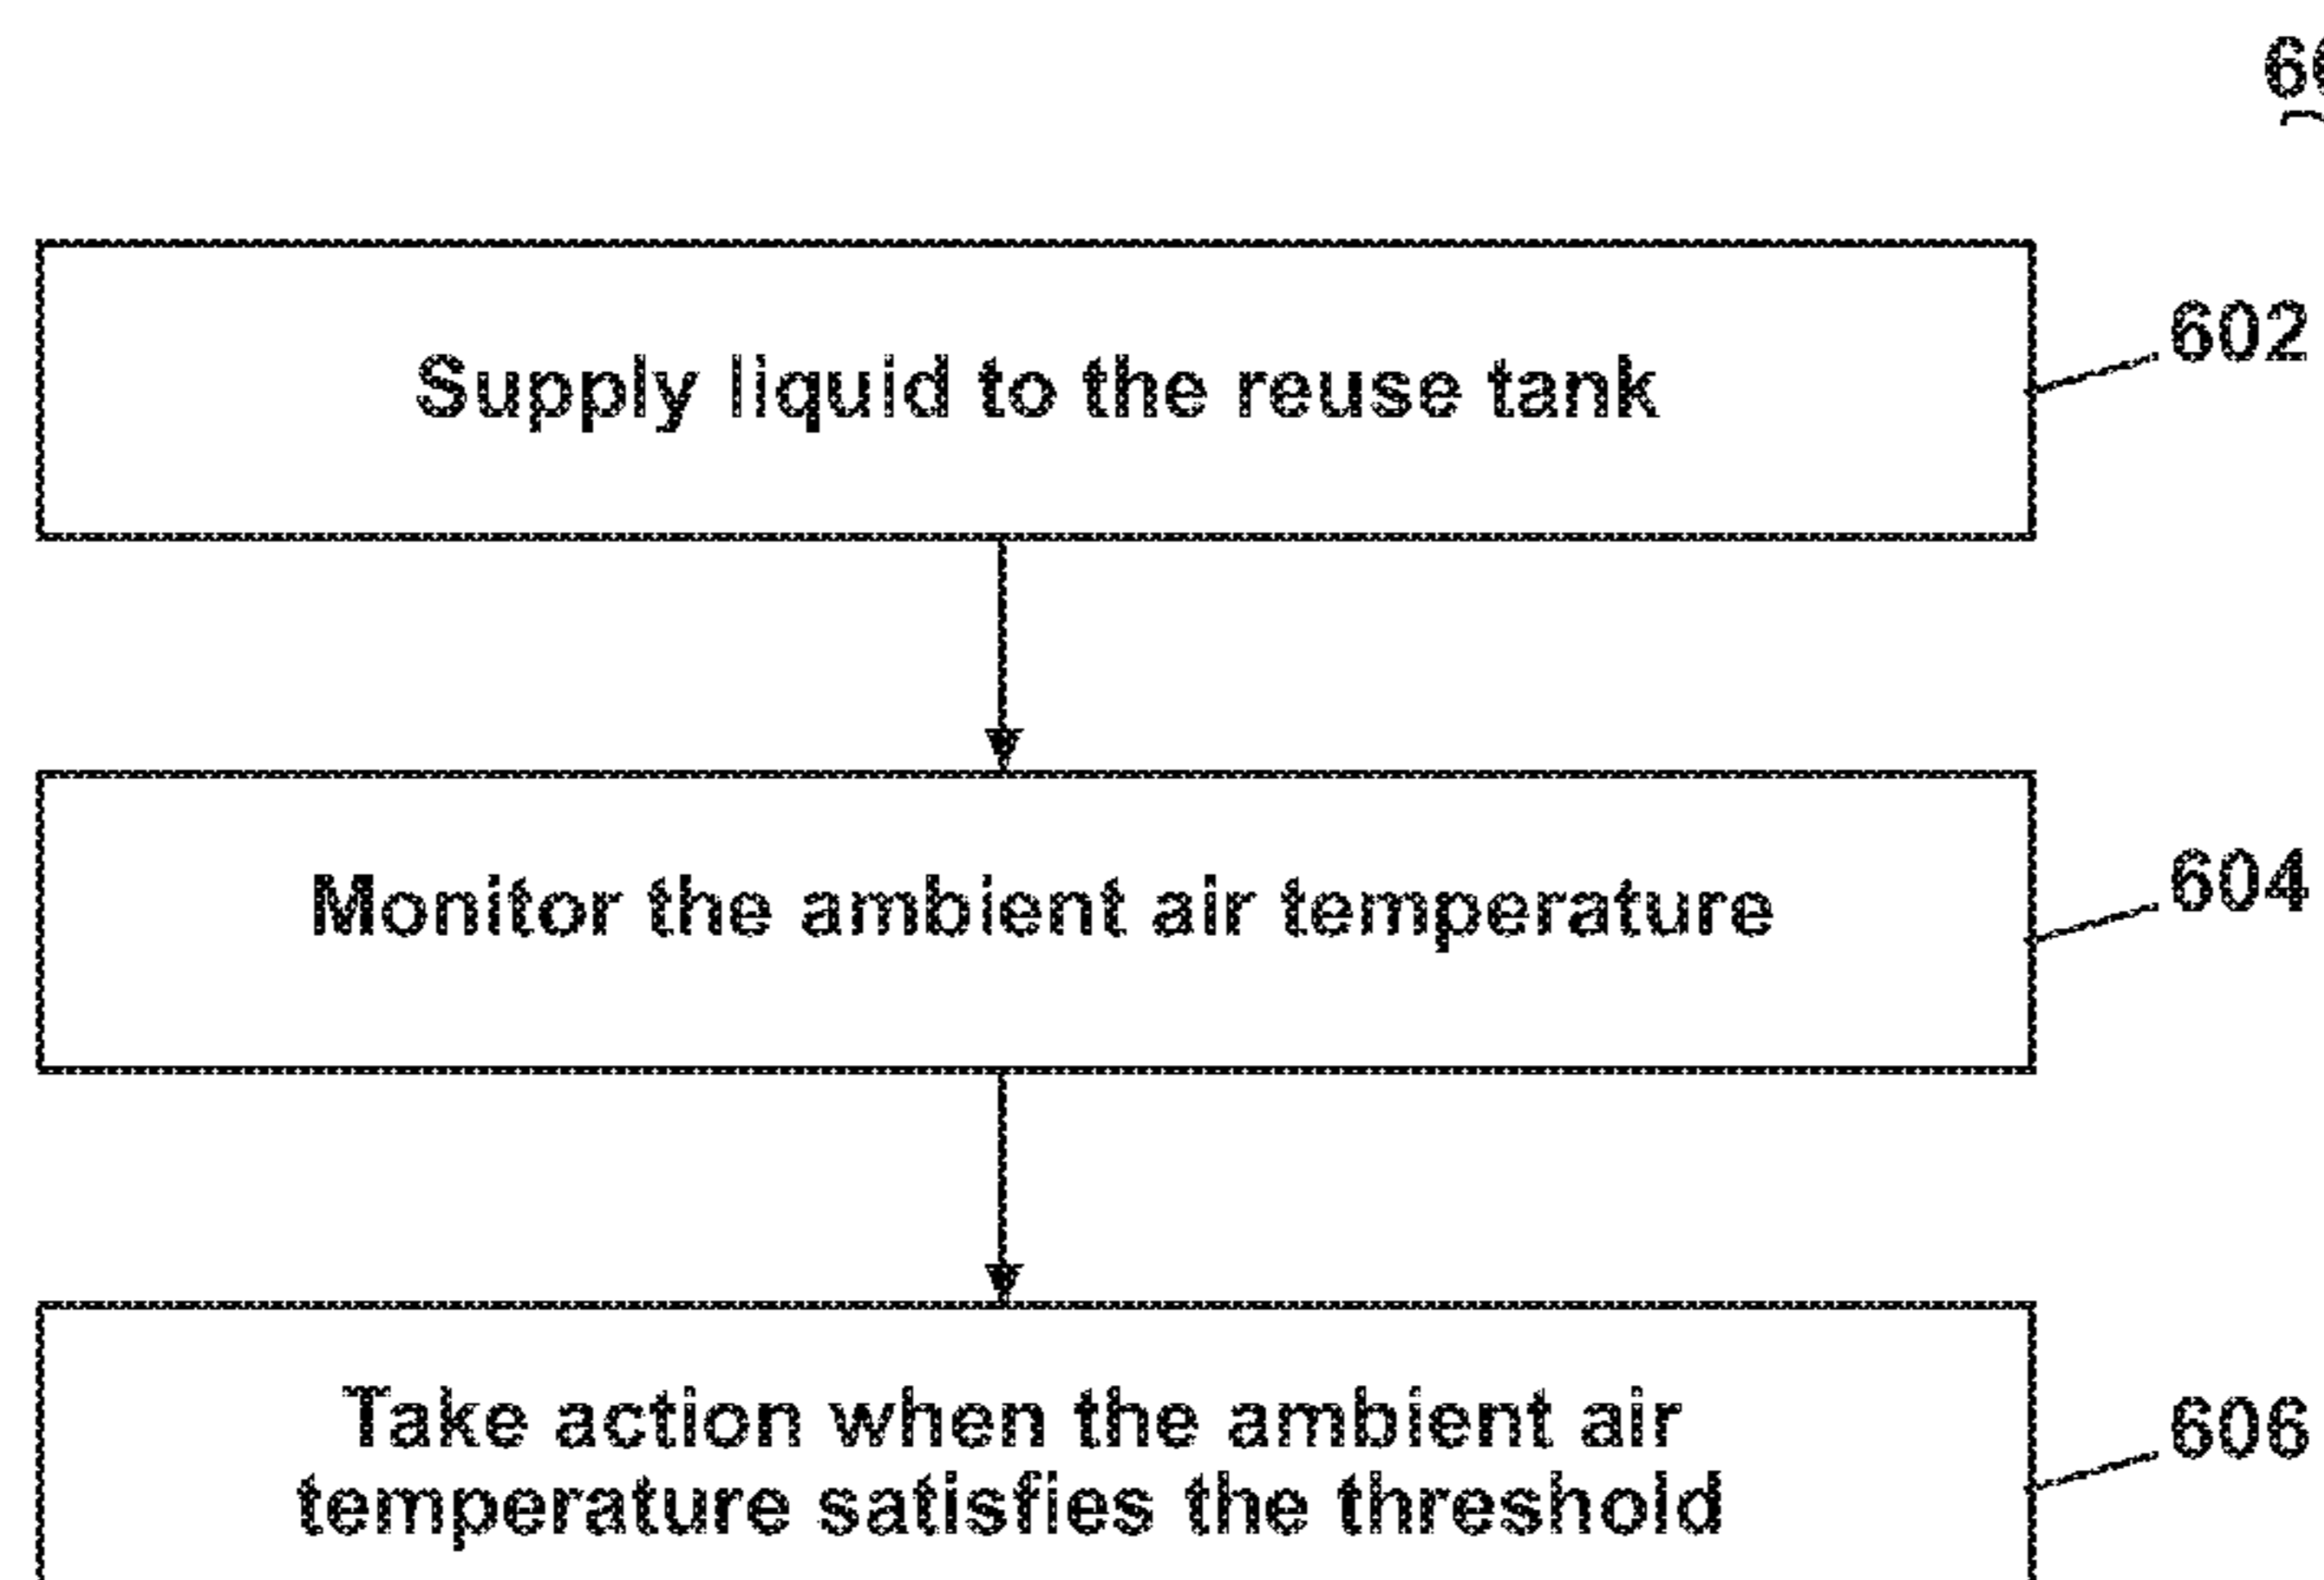 Supply liquid to the reuse tank
602
Monitor the ambient air temperature
604
Take action when the ambient air
temperature satisfies the threshold
606